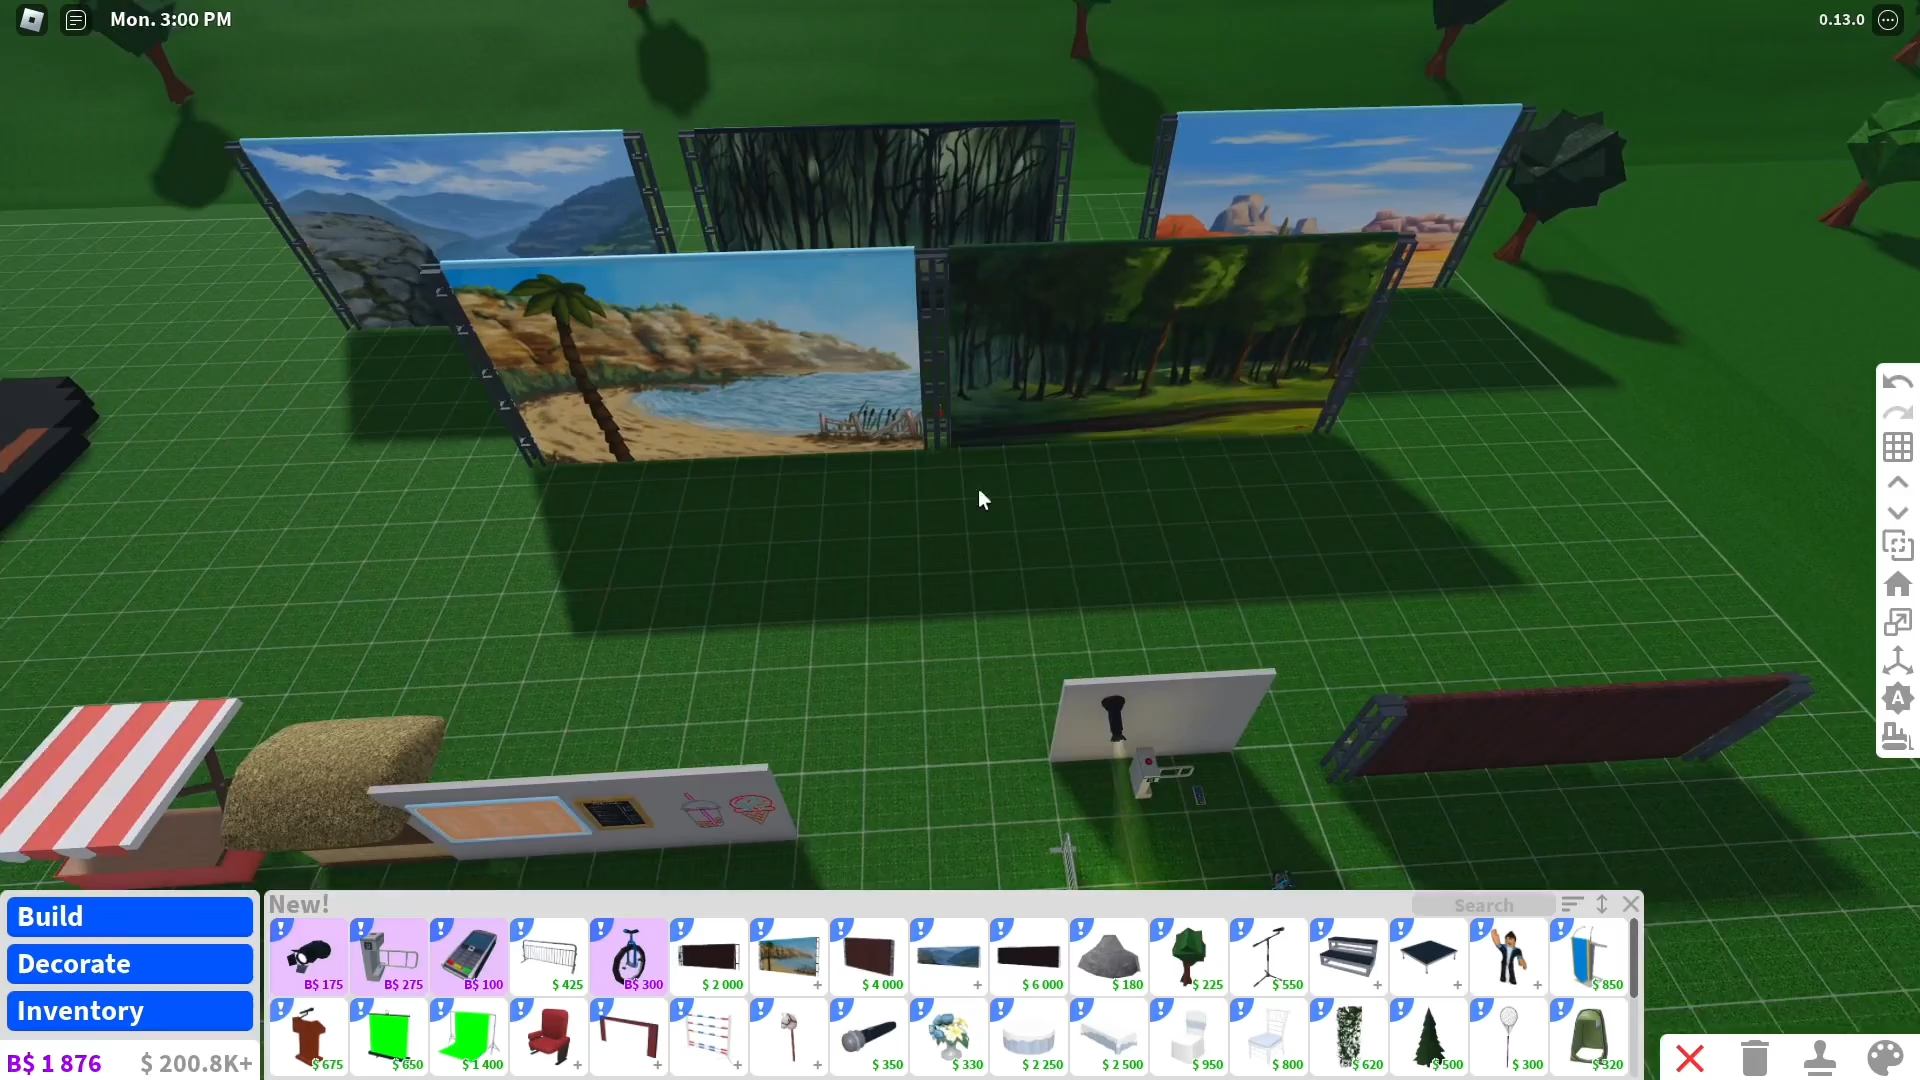 Mon. 3:00 PM
0.13.0
A
New!
Search
Build
Decorate
Inventory
B$ 1 876
$ 200.8K+
B$ 175
B$ 275
B$ 100
$ 425
B$ 300
$ 2 000
+
$ 4 000
+
$ 6 000
$ 180
$ 225
$ 550
+
+
+
$ 850
$ 675
$ 650
$ 1 400
+
+
+
+
$ 350
$ 330
$ 2 250
$ 2 500
$ 950
$ 800
$ 620
$ 500
$ 300
$ 320